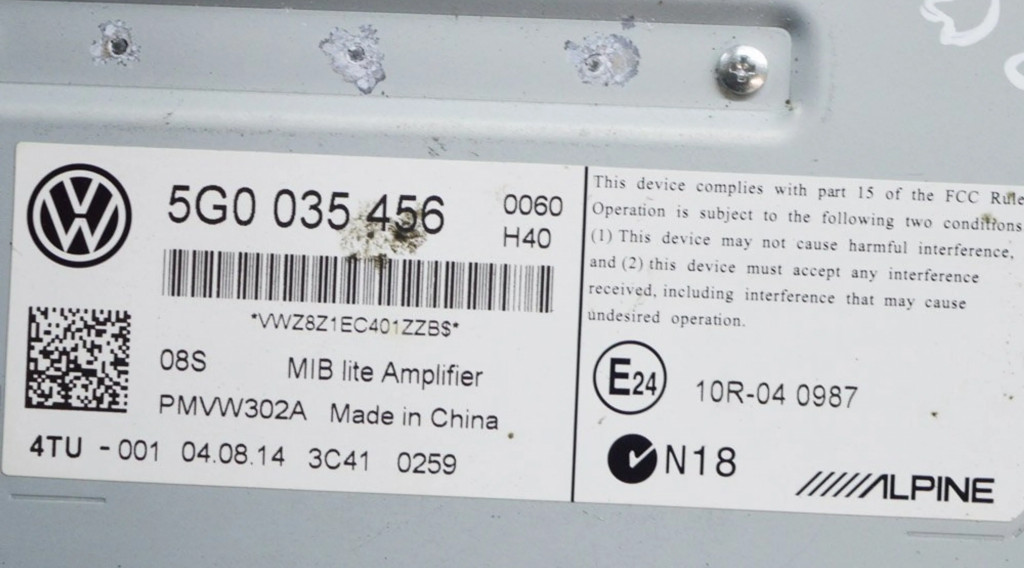 5G0 035 456
0060
H40
*VWZ8Z1EC401ZZB$*
08S MIB lite Amplifier
PMVW302A Made in China
4TU - 001 04.08.14 3C41 0259
This device complies with part 15 of the FCC Rule
Operation is subject to the following two conditions
(1) This device may not cause harmful interference,
and (2) this device must accept any interference
received, including interference that may cause
undesired operation.
E24 10R-04 0987
N18
ALPINE